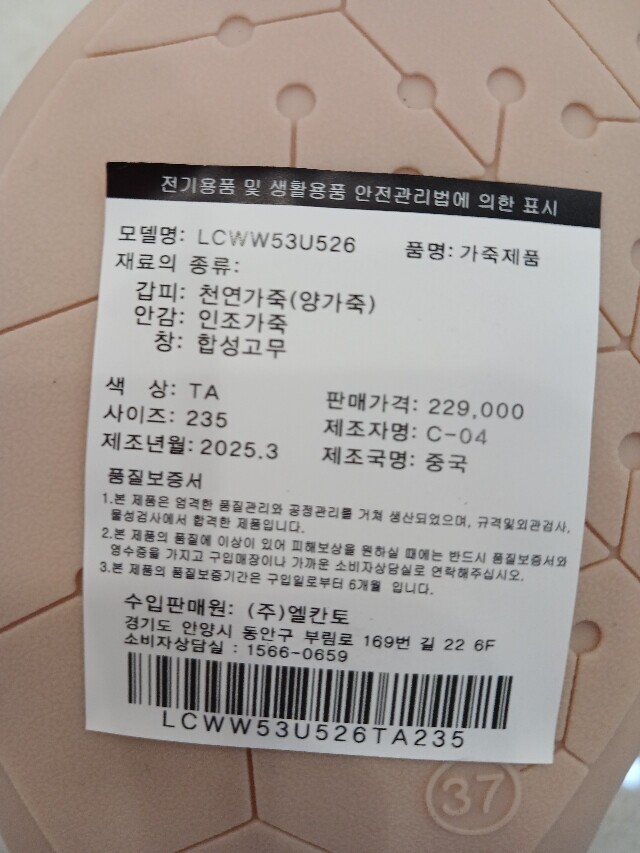 전기용품 및 생활용품 안전관리법에 의한 표시
모델명: LCWW53U526 품명: 가죽제품
재료의 종류:
갑피: 천연가죽(양가죽)
안감: 인조가죽
창: 합성고무
색 상: TA 판매가격: 229,000
사이즈: 235 제조자명: C-04
제조년월: 2025.3 제조국명: 중국
품질보증서
1.본 제품은 엄격한 품질관리와 공정관리를 거쳐 생산되었으며, 규격및외관검사,
물성검사에서 합격한 제품입니다.
2.본 제품의 품질에 이상이 있어 피해보상을 원하실 때에는 반드시 품질보증서와
영수증을 가지고 구입매장이나 가까운 소비자상담실로 연락해주십시오.
3.본 제품의 품질보증기간은 구입일로부터 6개월 입니다.
수입판매원: (주)엘칸토
경기도 안양시 동안구 부림로 169번 길 22 6F
소비자상담실 : 1566-0659
LCWW53U526TA235
37